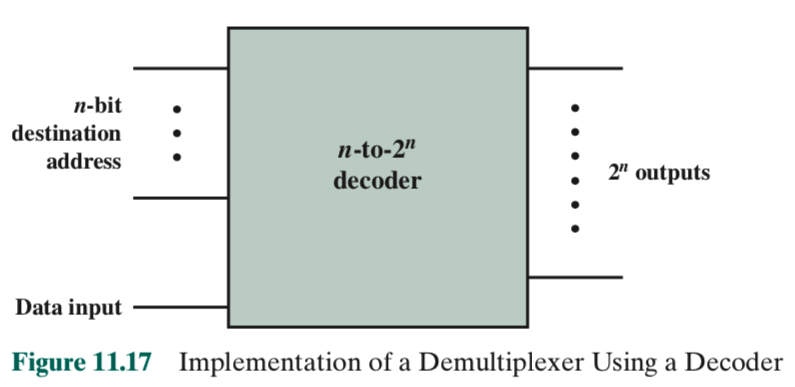 n-bit
destination
address
n-to-2ⁿ
decoder
2ⁿ outputs
Data input
Figure 11.17 Implementation of a Demultiplexer Using a Decoder